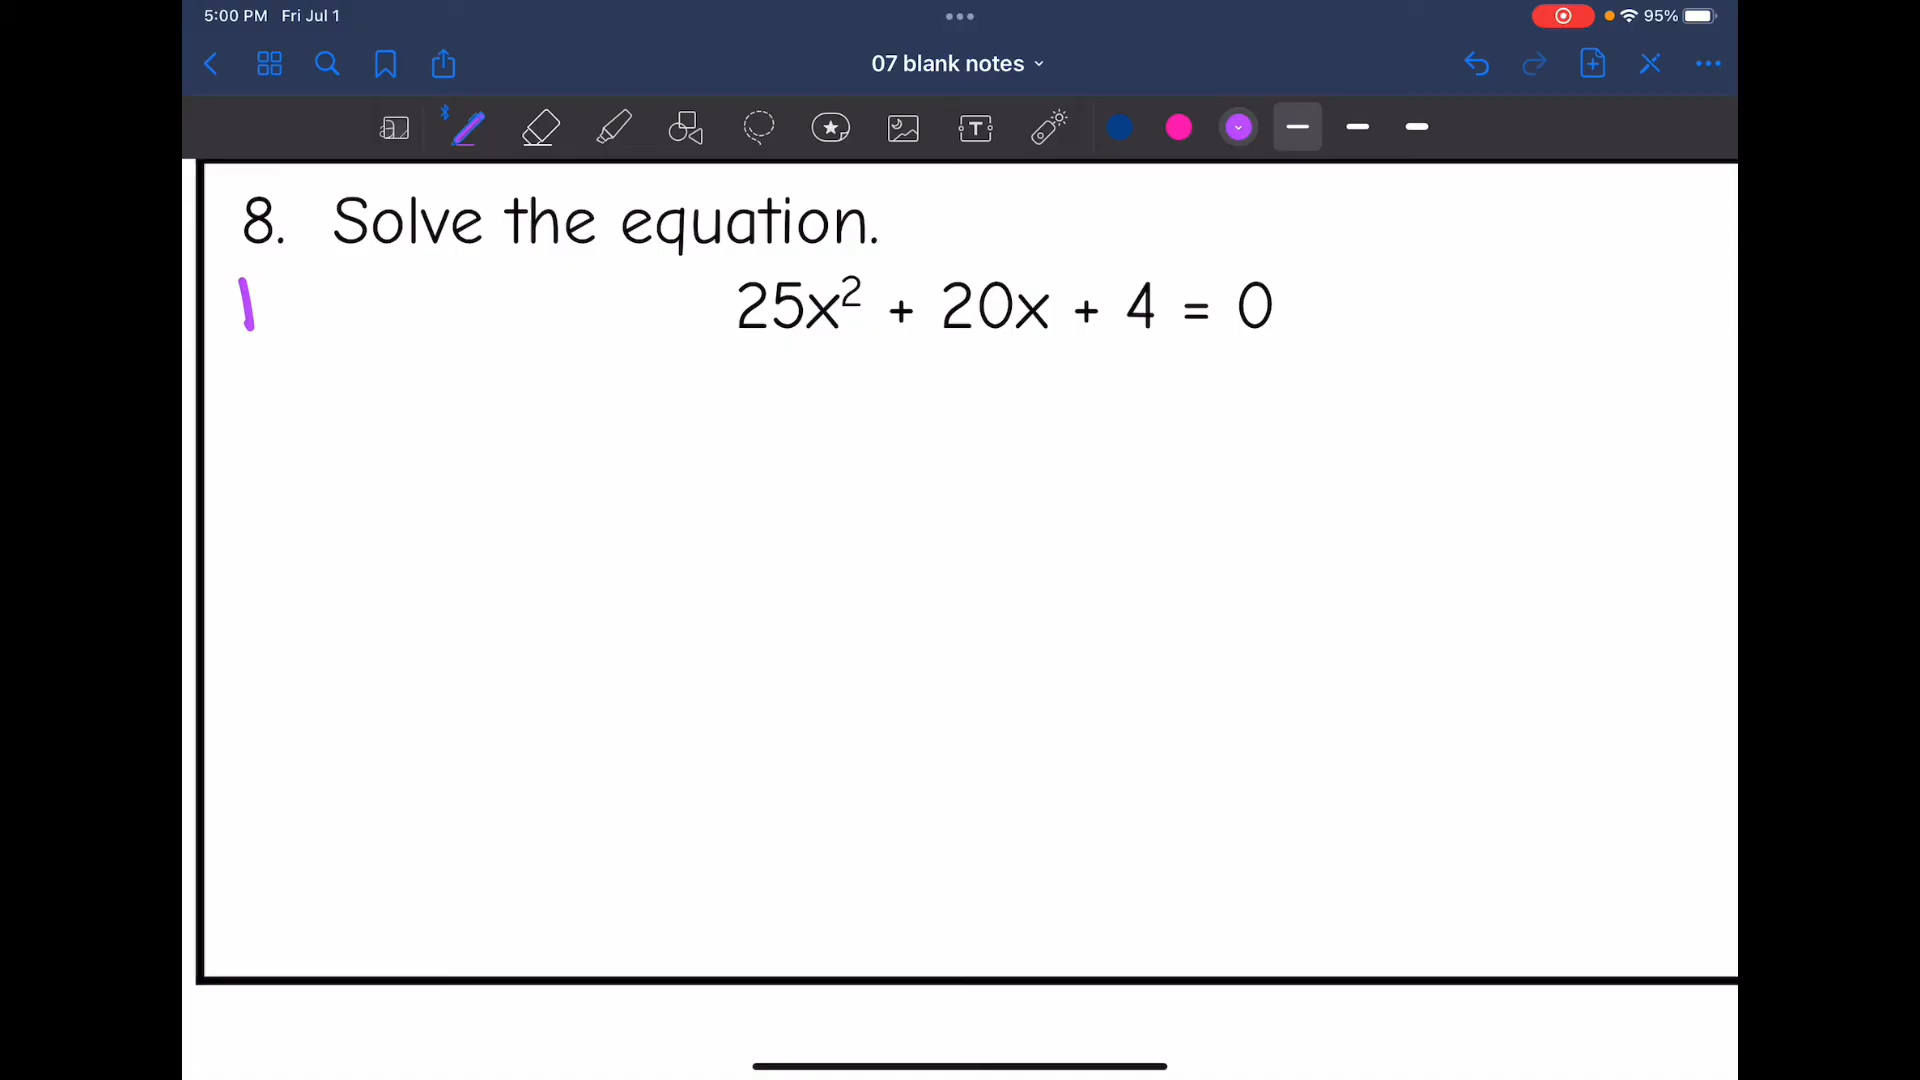 5:00 PM Fri Jul 1
95%
07 blank notes
T
8. Solve the equation.
25x² + 20x + 4 = 0